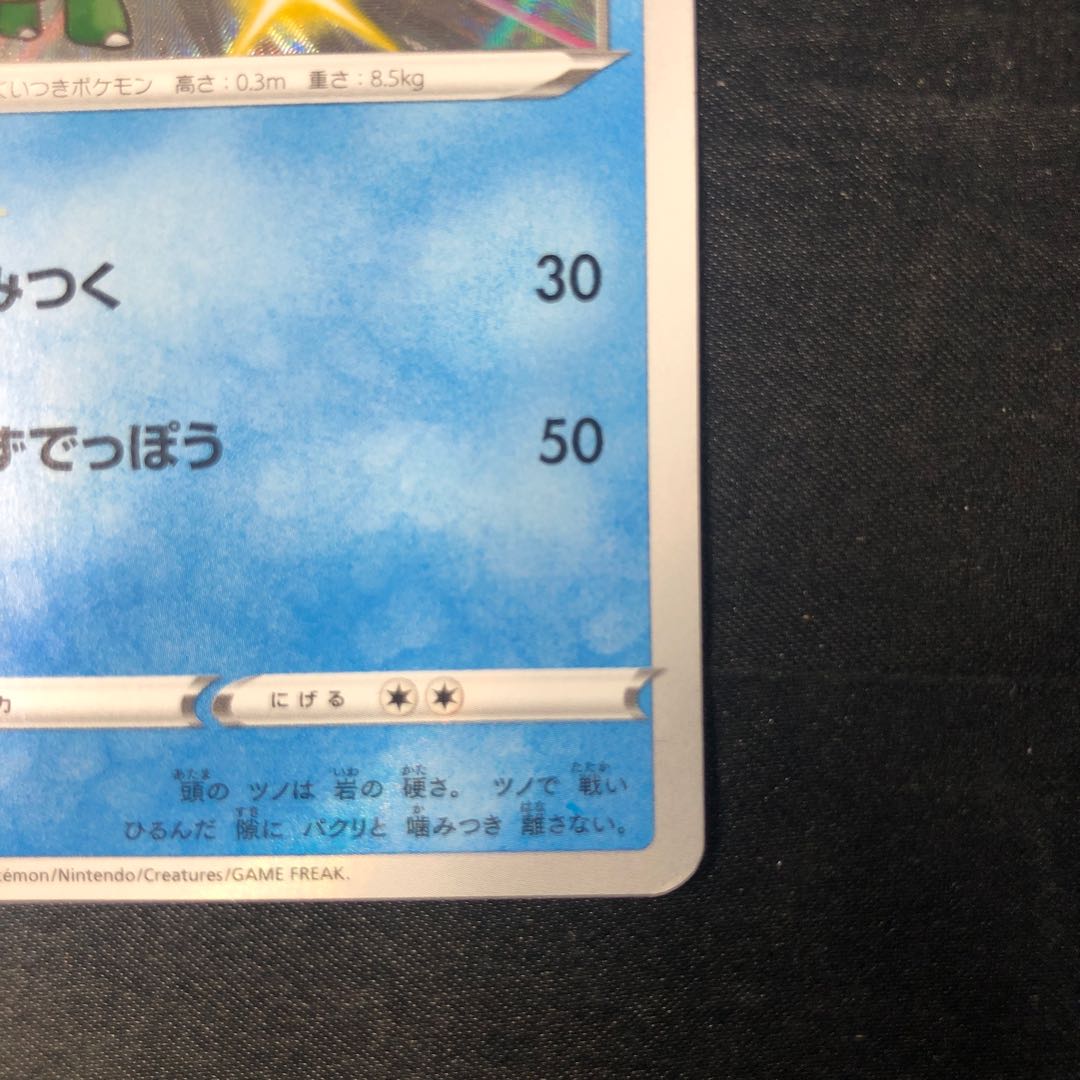 いつきポケモン 高さ：0.3m 重さ：8.5kg
みつく 30
ずでっぽう 50
力 にげる
頭の ツノは 岩の 硬さ。 ツノで 戦い
ひるんだ 隙に パクリと 噛みつき 離さない。
kémon/Nintendo/Creatures/GAME FREAK.